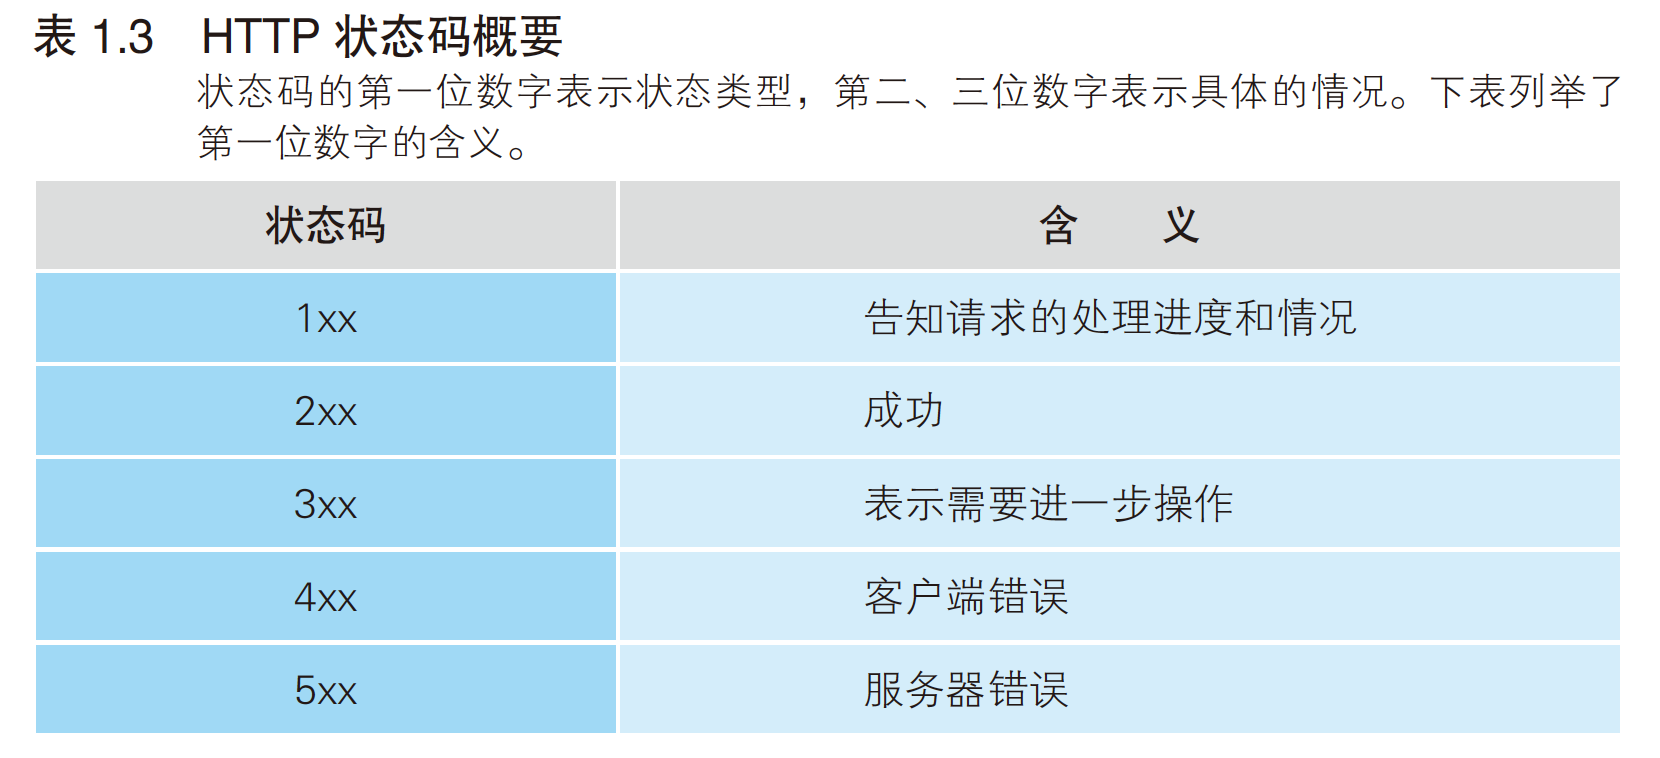 表 1.3 HTTP 状态码概要
状态码的第一位数字表示状态类型，第二、三位数字表示具体的情况。下表列举了
第一位数字的含义。
状态码 含 义
1xx 告知请求的处理进度和情况
2xx 成功
3xx 表示需要进一步操作
4xx 客户端错误
5xx 服务器错误